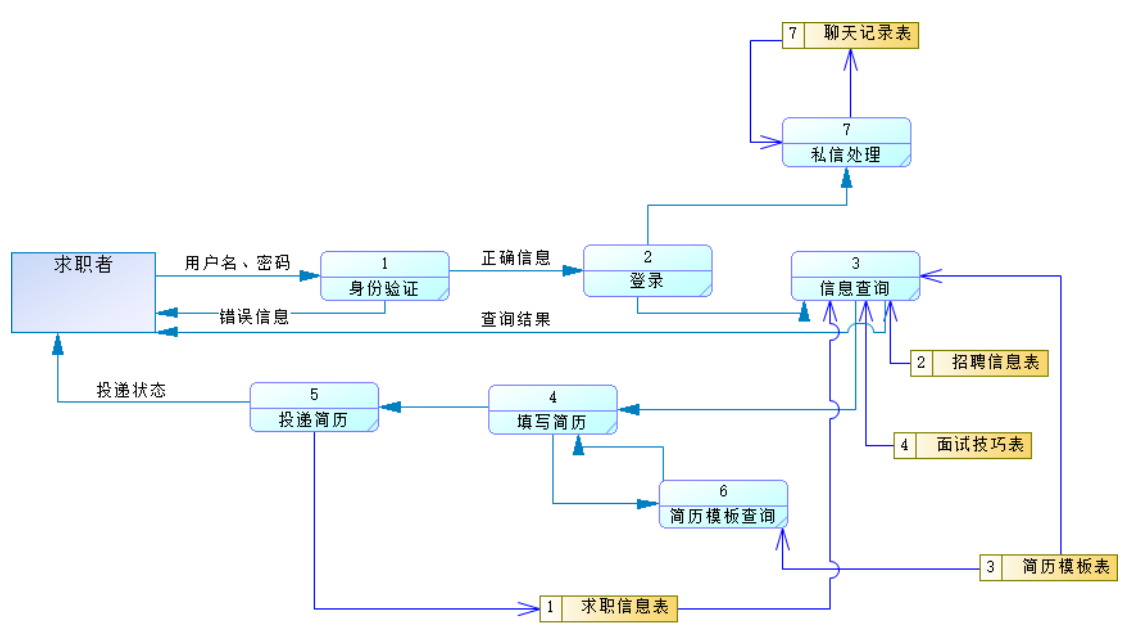 7 聊天记录表
7
私信处理
求职者
用户名、密码
1
身份验证
正确信息
2
登录
3
信息查询
错误信息
查询结果
2 招聘信息表
投递状态
5
投递简历
4
填写简历
4 面试技巧表
6
简历模板查询
3 简历模板表
1 求职信息表